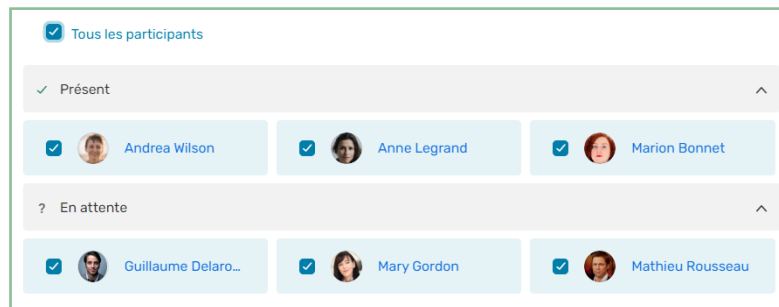 Tous les participants
Présent
Andrea Wilson Anne Legrand Marion Bonnet
? En attente
Guillaume Delaro... Mary Gordon Mathieu Rousseau